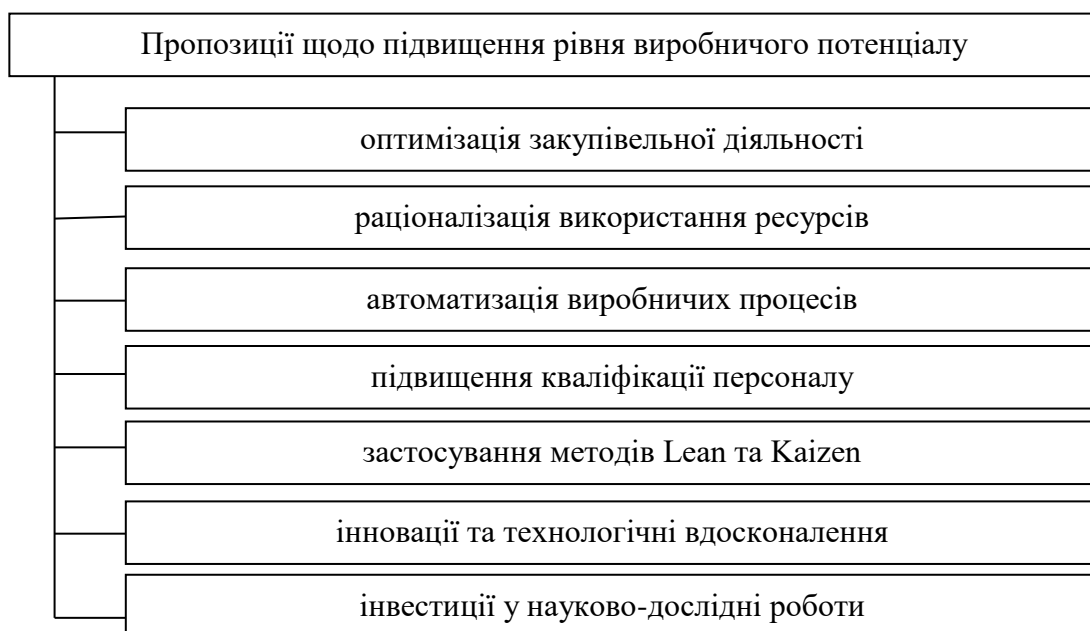 Пропозиції щодо підвищення рівня виробничого потенціалу
оптимізація закупівельної діяльності
раціоналізація використання ресурсів
автоматизація виробничих процесів
підвищення кваліфікації персоналу
застосування методів Lean та Kaizen
інновації та технологічні вдосконалення
інвестиції у науково-дослідні роботи